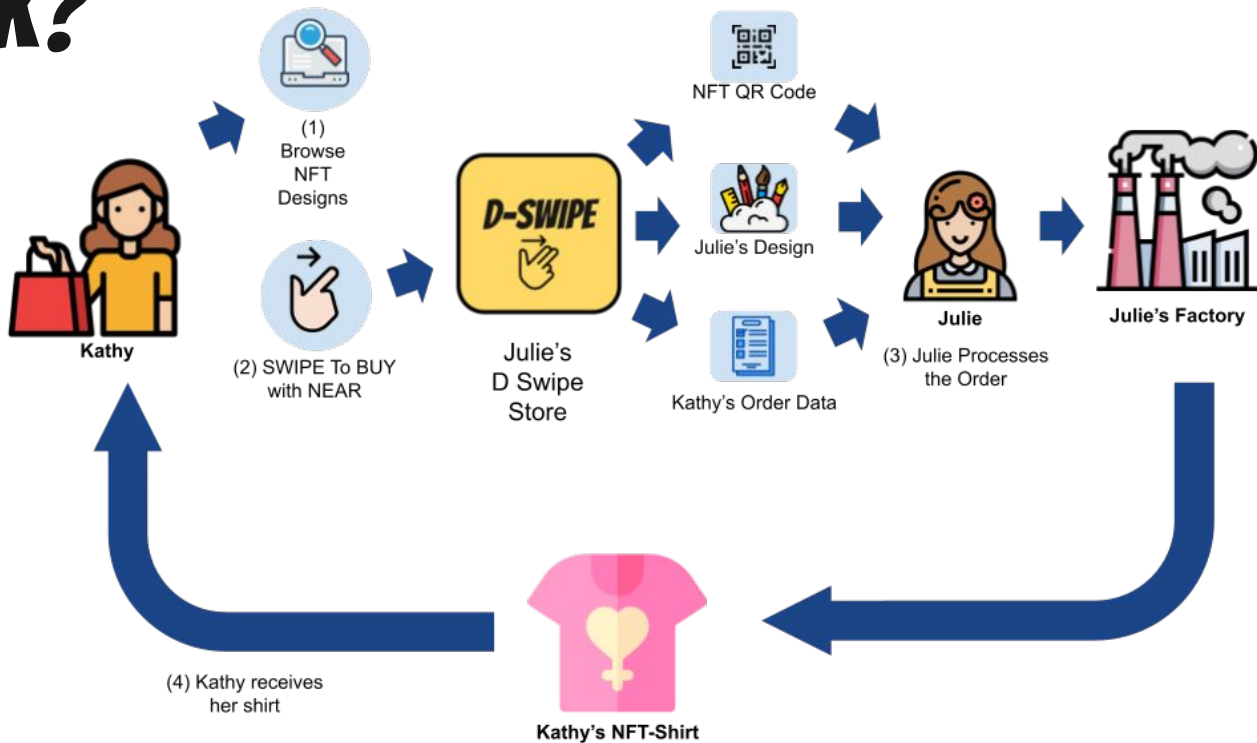 (1)
Browse
NFT
Designs
Kathy
(2) SWIPE To BUY
with NEAR
D-SWIPE
Julie's
D Swipe
Store
NFT QR Code
Julie's Design
Kathy's Order Data
Julie
(3) Julie Processes
the Order
Julie's Factory
(4) Kathy receives
her shirt
Kathy's NFT-Shirt